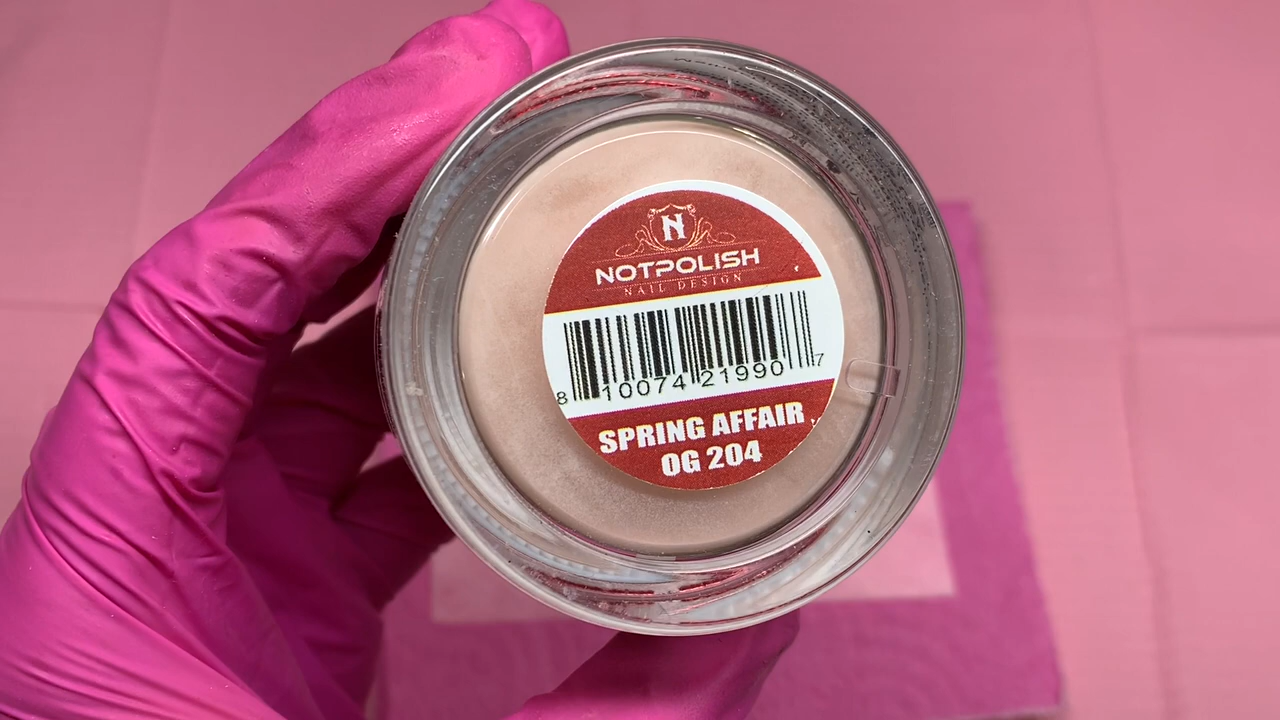 N
NOTPOLISH
NAIL DESIGN
8 10074 21990 7
SPRING AFFAIR
OG 204